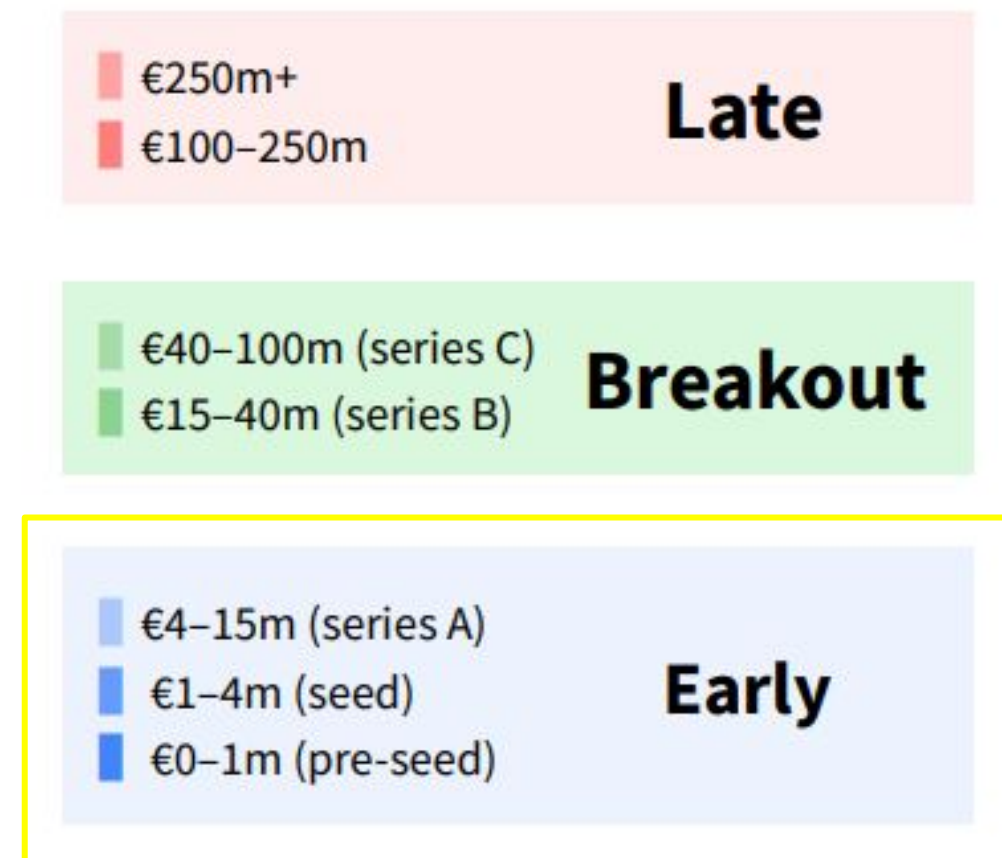 €250m+
€100–250m
Late
€40–100m (series C)
€15–40m (series B)
Breakout
€4–15m (series A)
€1–4m (seed)
€0–1m (pre-seed)
Early